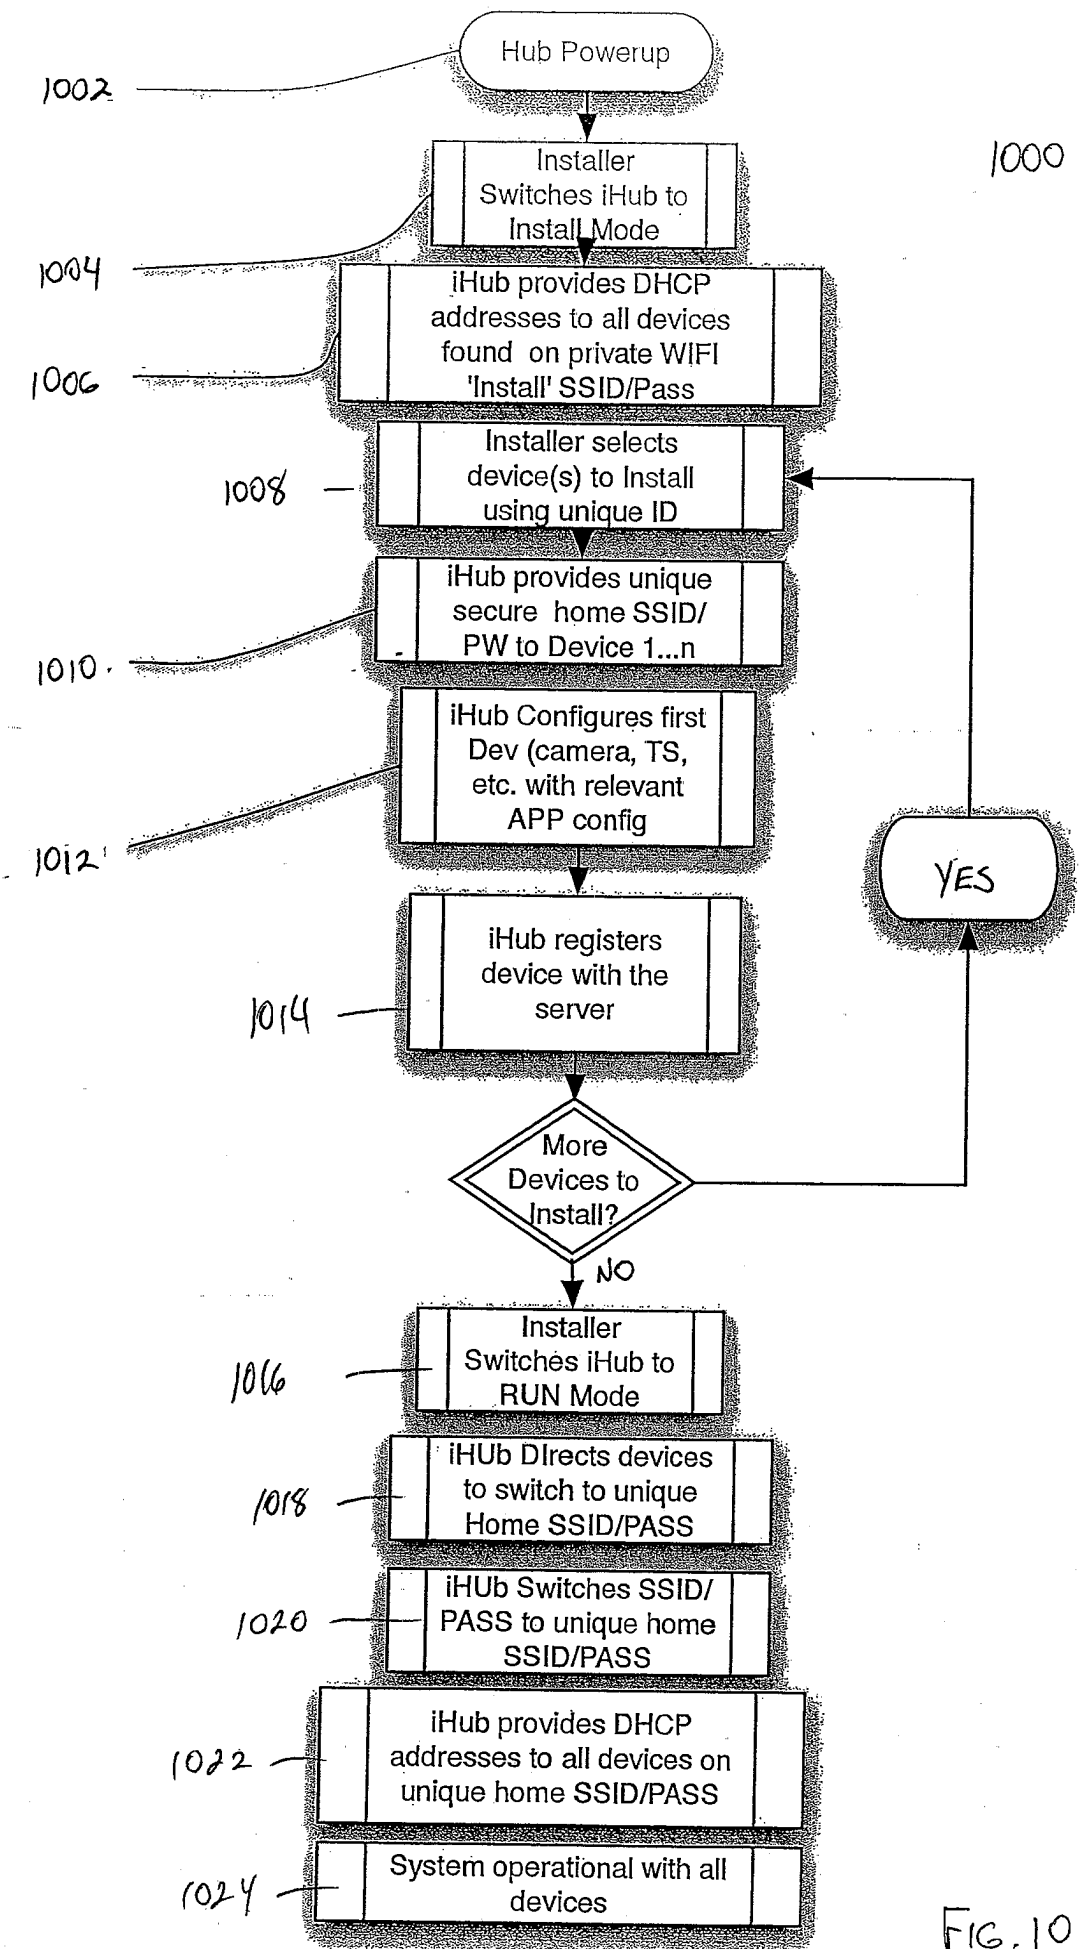 Hub Powerup
1002
1000
Installer
Switches iHub to
Install Mode
1004
iHub provides DHCP
addresses to all devices
found on private WIFI
'Install' SSID/Pass
1006
Installer selects
device(s) to Install
using unique ID
1008
iHub provides unique
secure home SSID/
PW to Device 1...n
1010
iHub Configures first
Dev (camera, TS,
etc. with relevant
APP config
1012
YES
iHub registers
device with the
server
1014
More
Devices to
Install?
NO
Installer
Switches iHub to
RUN Mode
1016
iHUb DIrects devices
to switch to unique
Home SSID/PASS
1018
iHUb Switches SSID/
PASS to unique home
SSID/PASS
1020
iHub provides DHCP
addresses to all devices on
unique home SSID/PASS
1022
System operational with all
devices
1024
FIG. 10